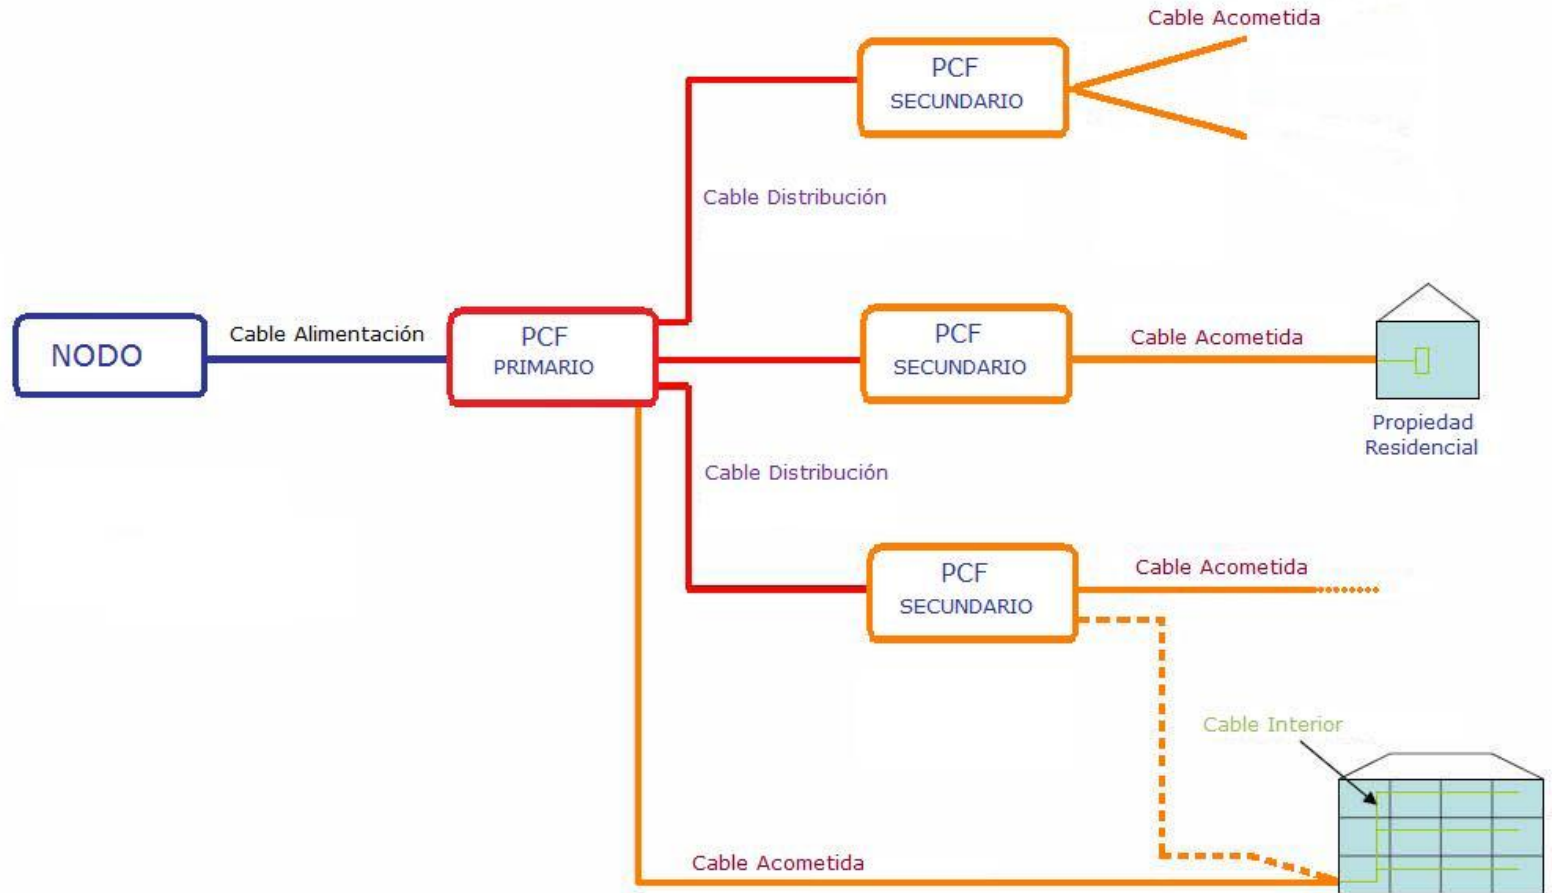 Cable Acometida
PCF
SECUNDARIO
Cable Distribución
NODO
Cable Alimentación
PCF
PRIMARIO
PCF
SECUNDARIO
Cable Acometida
Propiedad
Residencial
Cable Distribución
PCF
SECUNDARIO
Cable Acometida
Cable Interior
Cable Acometida